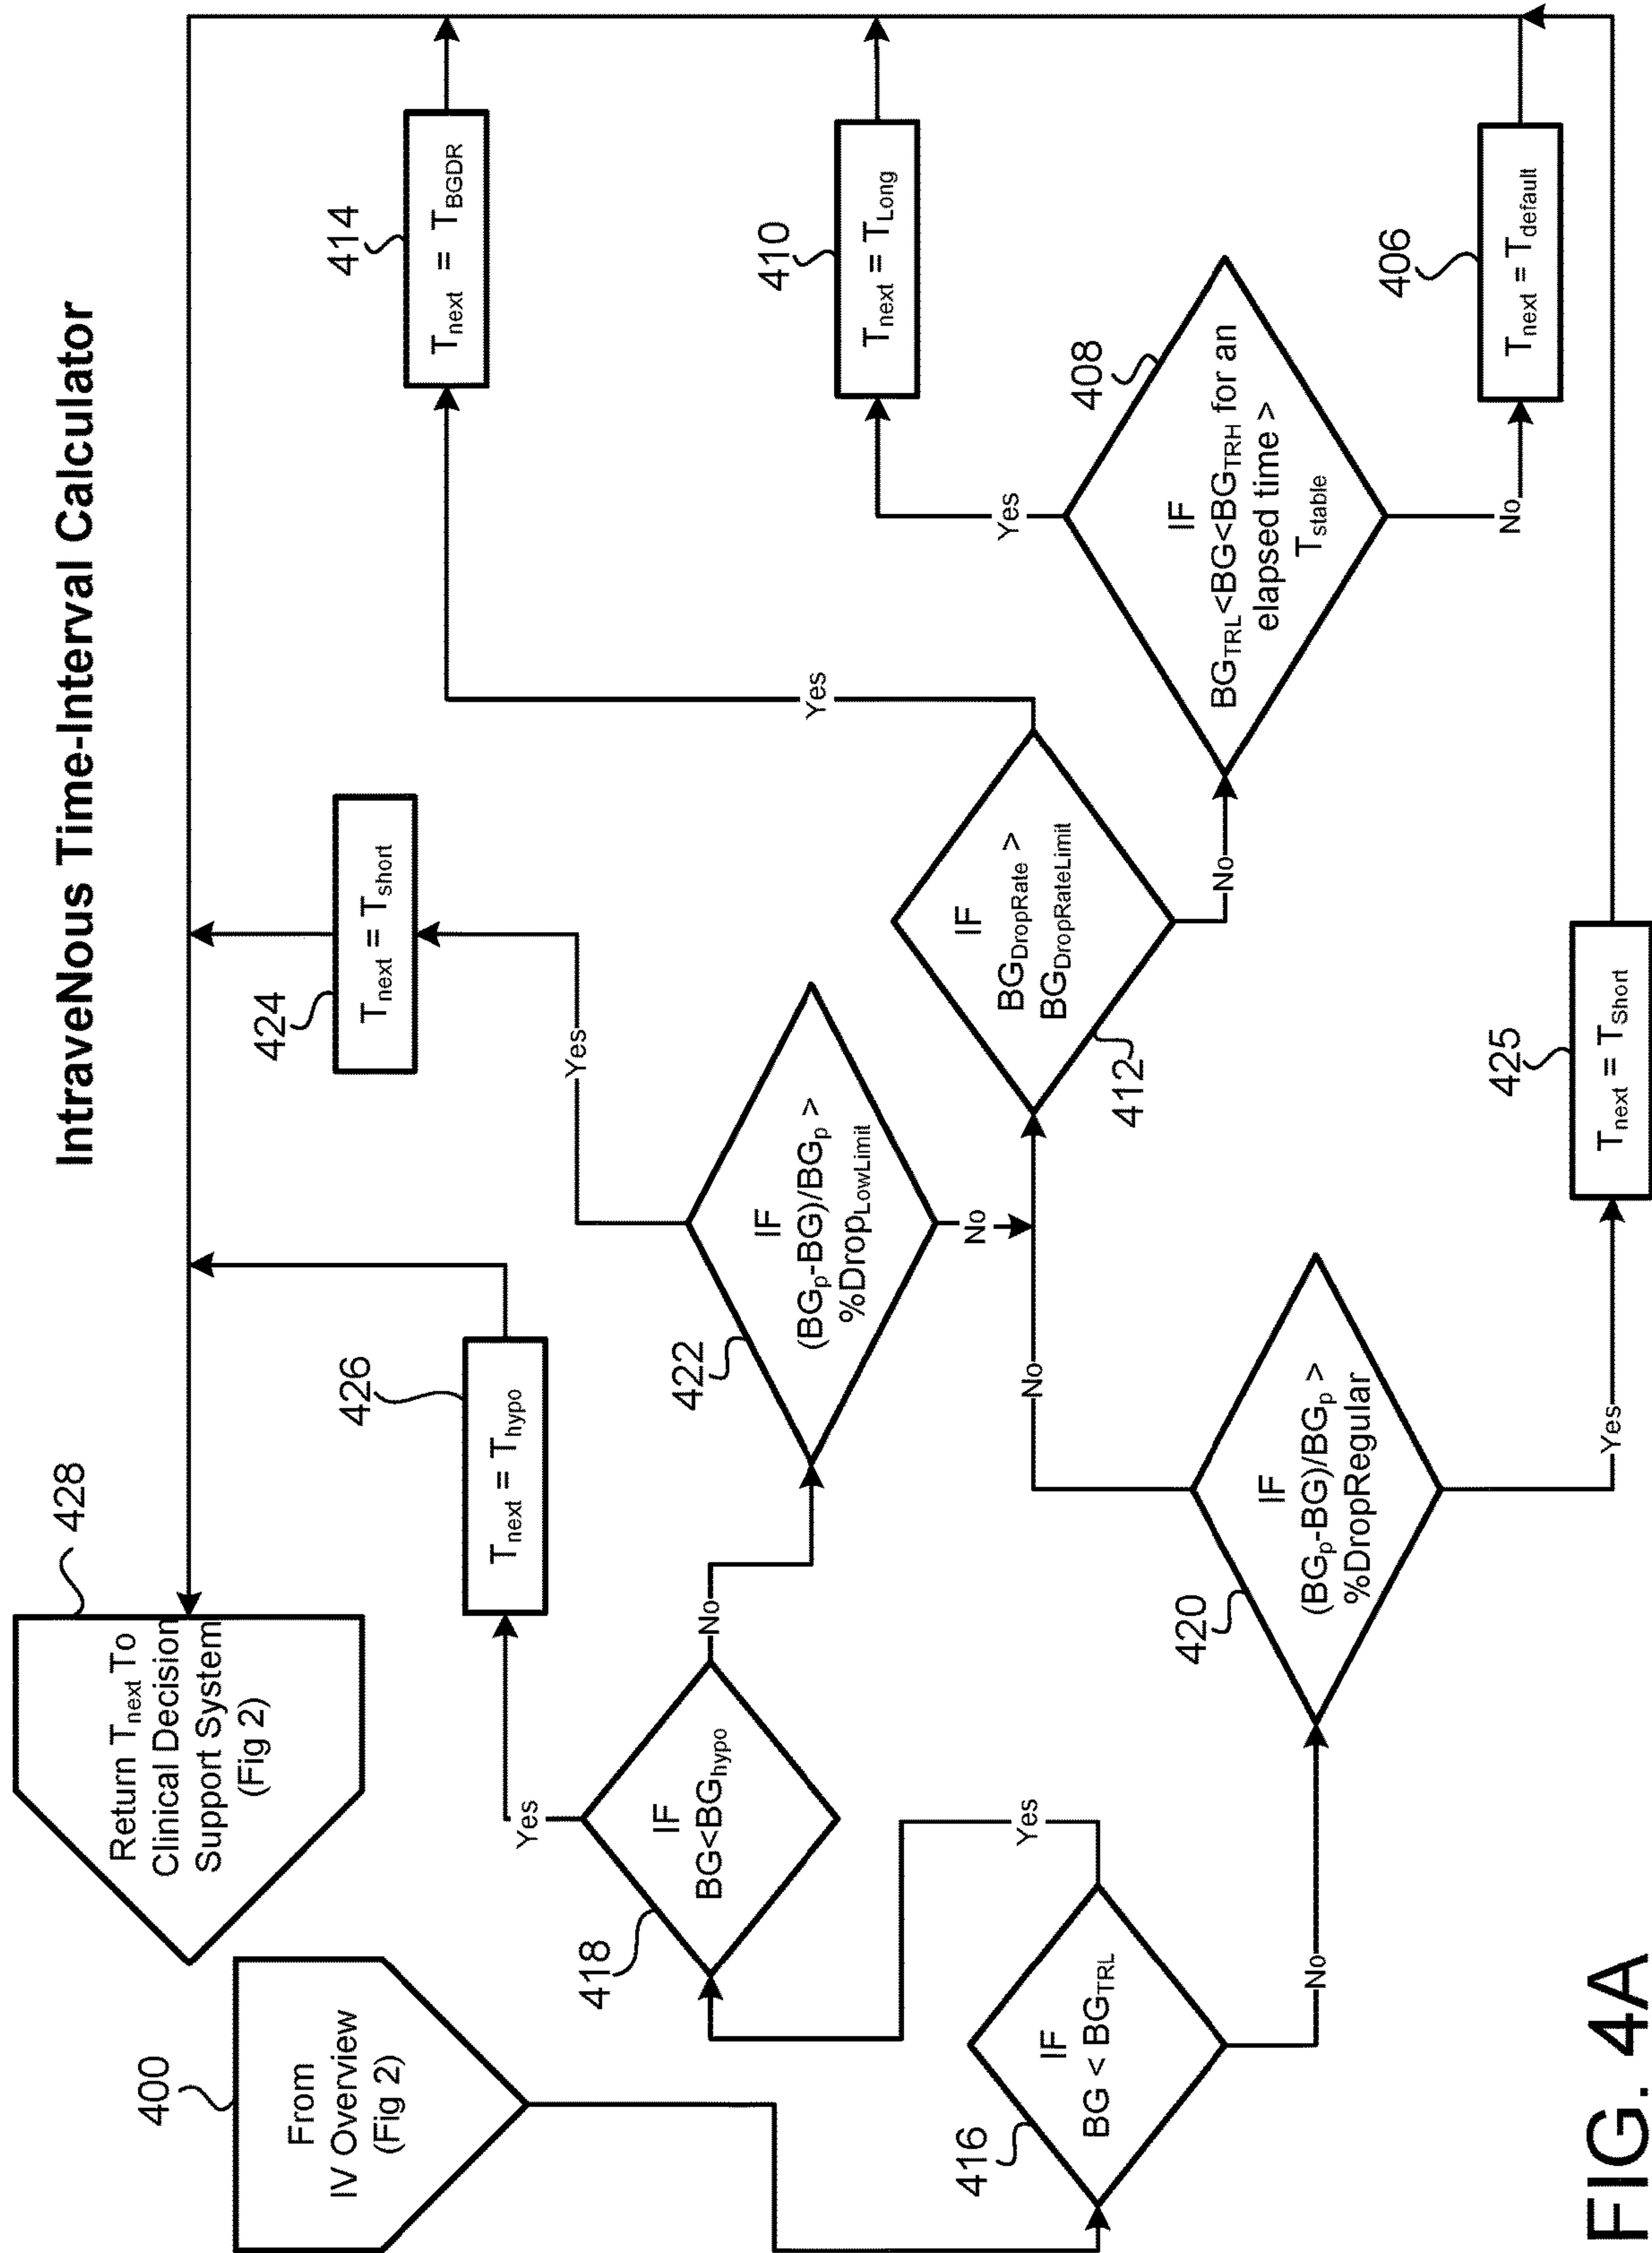 IntraveNous Time-Interval Calculator
400
From
IV Overview
(Fig 2)
428
Return Tnext To
Clinical Decision
Support System
(Fig 2)
416
IF
BG < BGTRL
Yes
No
418
IF
BG<BGhypo
Yes
No
426
Tnext = Thypo
422
IF
(BGp-BG)/BGp >
%DropLowLimit
Yes
No
424
Tnext = Tshort
420
IF
(BGp-BG)/BGp >
%DropRegular
No
Yes
425
Tnext = TShort
412
IF
BGDropRate >
BGDropRateLimit
Yes
No
414
Tnext = TBGDR
408
IF
BGTRL<BG<BGTRH for an
elapsed time >
Tstable
Yes
No
410
Tnext = TLong
406
Tnext = Tdefault
FIG. 4A